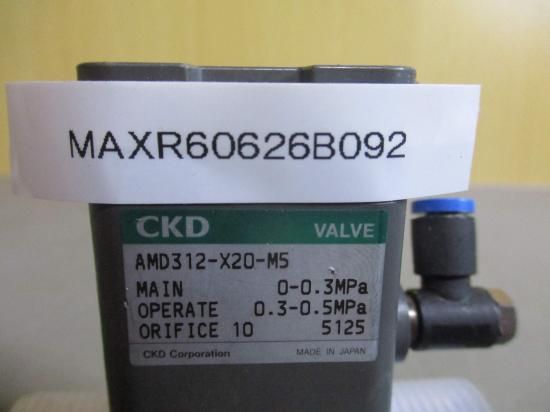 MAXR60626B092
CKD VALVE
AMD312-X20-M5
MAIN 0-0.3MPa
OPERATE 0.3-0.5MPa
ORIFICE 10 5125
CKD Corporation MADE IN JAPAN